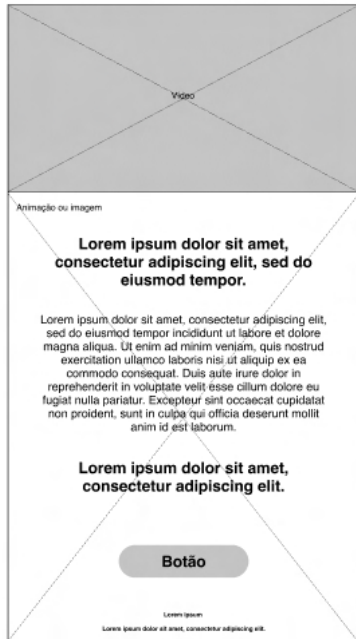 Vídeo
Animação ou imagem
Lorem ipsum dolor sit amet,
consectetur adipiscing elit, sed do
eiusmod tempor.
Lorem ipsum dolor sit amet, consectetur adipiscing elit,
sed do eiusmod tempor incididunt ut labore et dolore
magna aliqua. Ut enim ad minim veniam, quis nostrud
exercitation ullamco laboris nisi ut aliquip ex ea
commodo consequat. Duis aute irure dolor in
reprehenderit in voluptate velit esse cillum dolore eu
fugiat nulla pariatur. Excepteur sint occaecat cupidatat
non proident, sunt in culpa qui officia deserunt mollit
anim id est laborum.
Lorem ipsum dolor sit amet,
consectetur adipiscing elit.
Botão
Lorem ipsum
Lorem ipsum dolor sit amet, consectetur adipiscing elit.